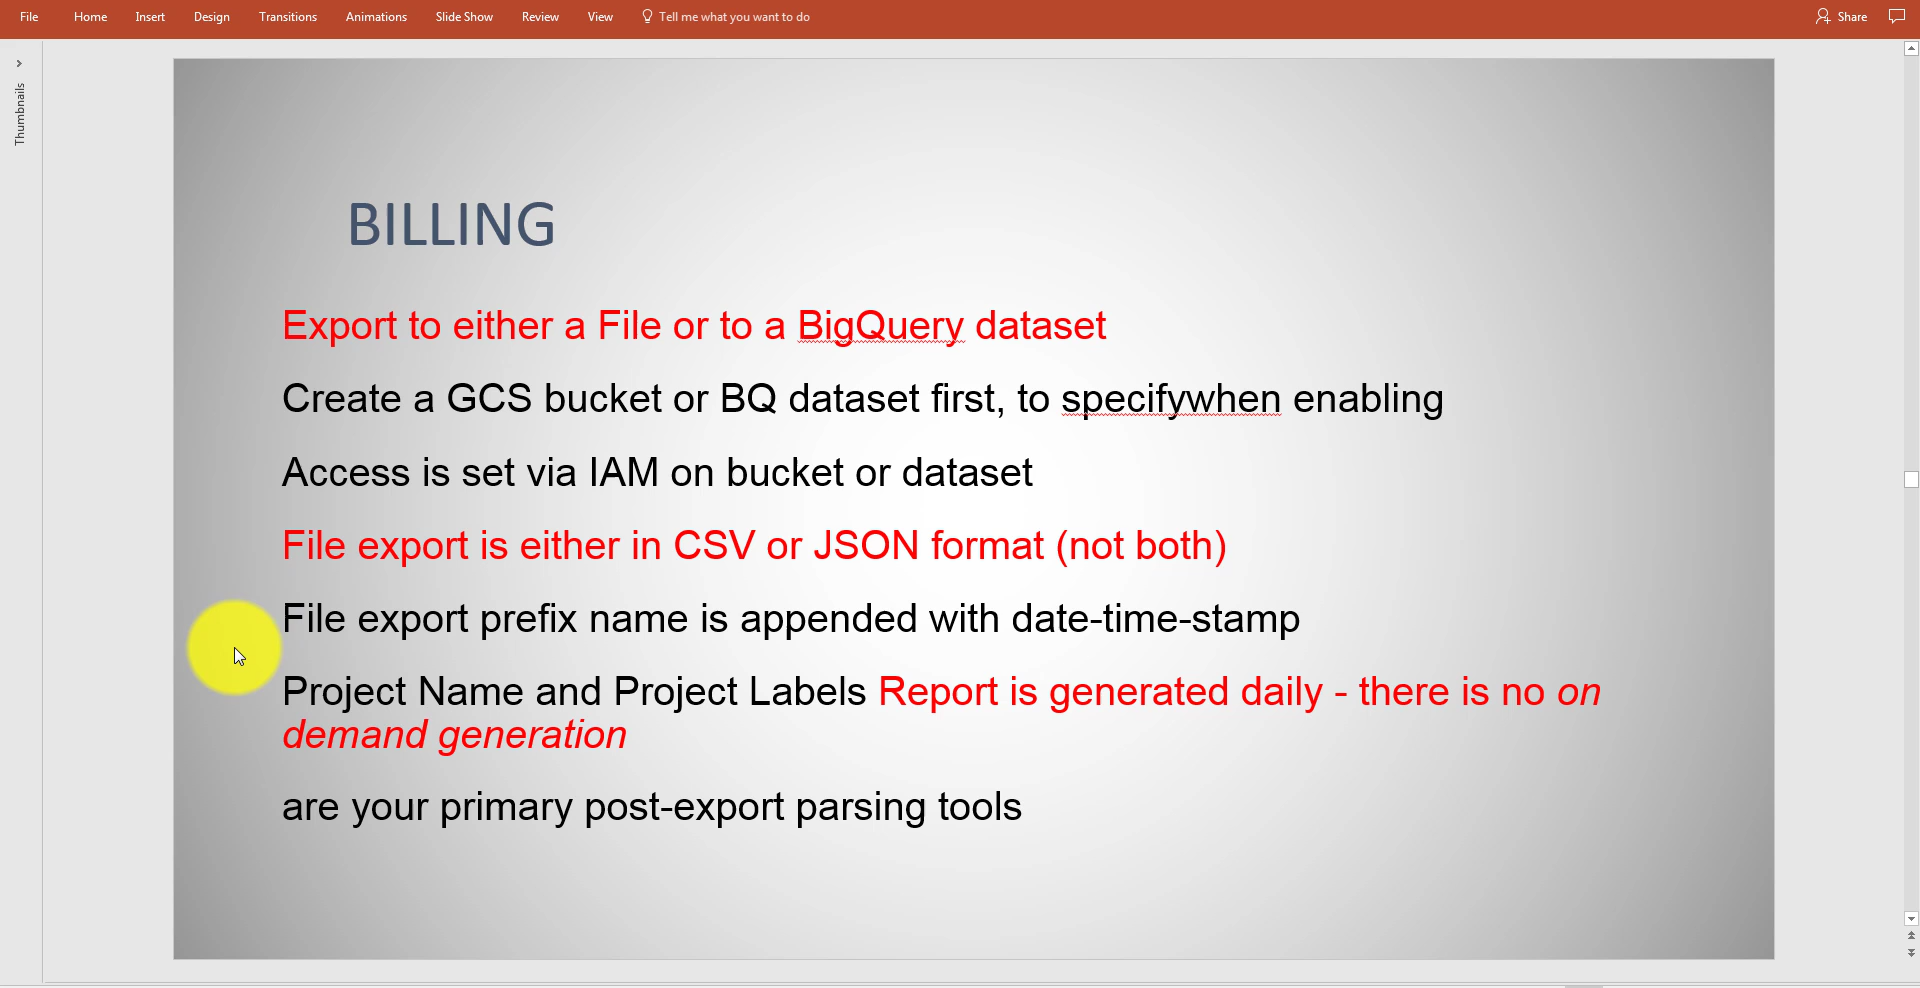 File Home Insert Design Transitions Animations Slide Show Review View Tell me what you want to do Share
Thumbnails
BILLING
Export to either a File or to a BigQuery dataset
Create a GCS bucket or BQ dataset first, to specifywhen enabling
Access is set via IAM on bucket or dataset
File export is either in CSV or JSON format (not both)
File export prefix name is appended with date-time-stamp
Project Name and Project Labels Report is generated daily - there is no on
demand generation
are your primary post-export parsing tools